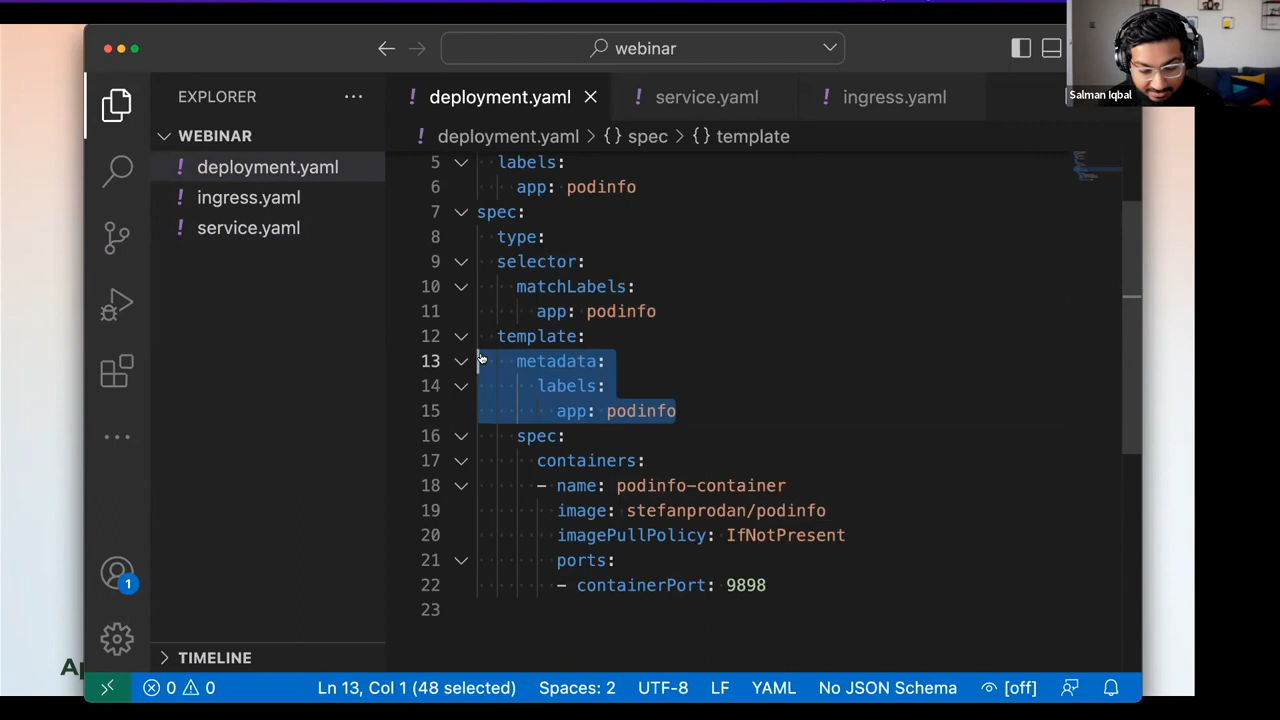 webinar
Salman Iqbal
EXPLORER
deployment.yaml
service.yaml
ingress.yaml
WEBINAR
deployment.yaml > {} spec > {} template
deployment.yaml
ingress.yaml
service.yaml
5 labels:
6 app: podinfo
7 spec:
8 type:
9 selector:
10 matchLabels:
11 app: podinfo
12 template:
13 metadata:
14 labels:
15 app: podinfo
16 spec:
17 containers:
18 - name: podinfo-container
19 image: stefanprodan/podinfo
20 imagePullPolicy: IfNotPresent
21 ports:
22 - containerPort: 9898
23
1
TIMELINE
Ap
0 0 Ln 13, Col 1 (48 selected) Spaces: 2 UTF-8 LF YAML No JSON Schema [off]